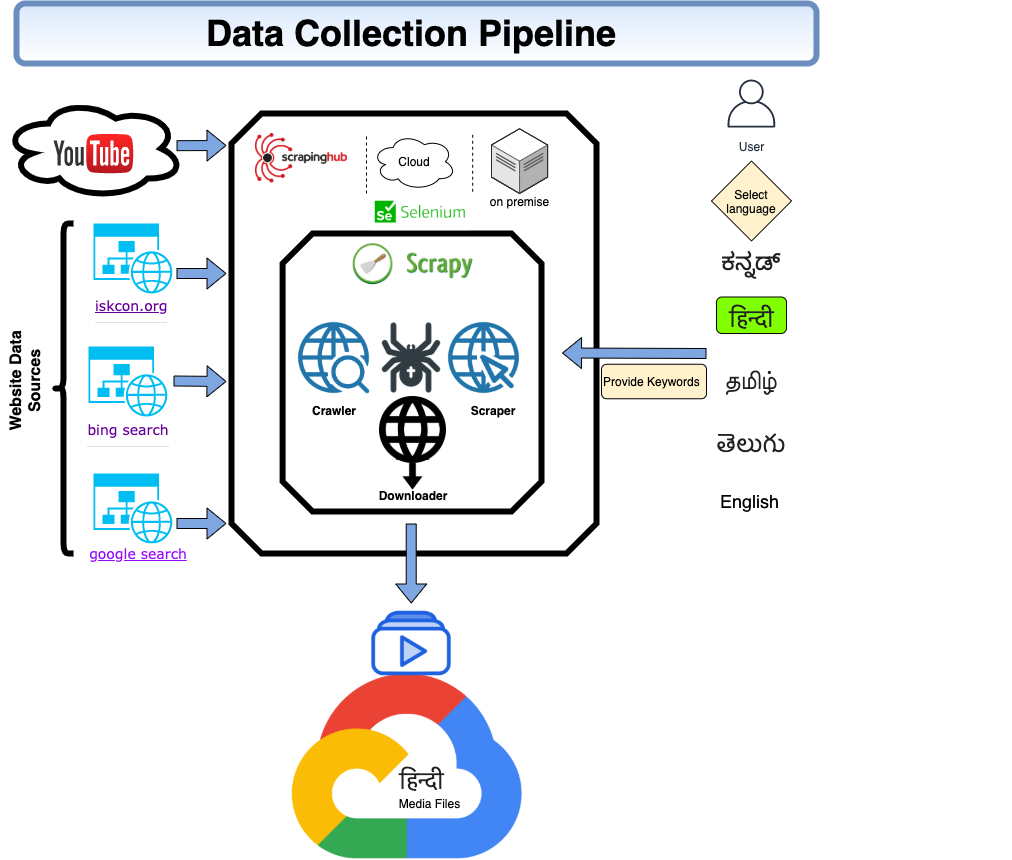 Data Collection Pipeline
YouTube
scrapinghub
Cloud
on premise
Se Selenium
Scrapy
Crawler
Scraper
Downloader
Website Data
Sources
iskcon.org
bing search
google search
User
Select
language
ಕನ್ನಡ್
हिन्दी
தமிழ்
తెలుగు
English
Provide Keywords
हिन्दी
Media Files